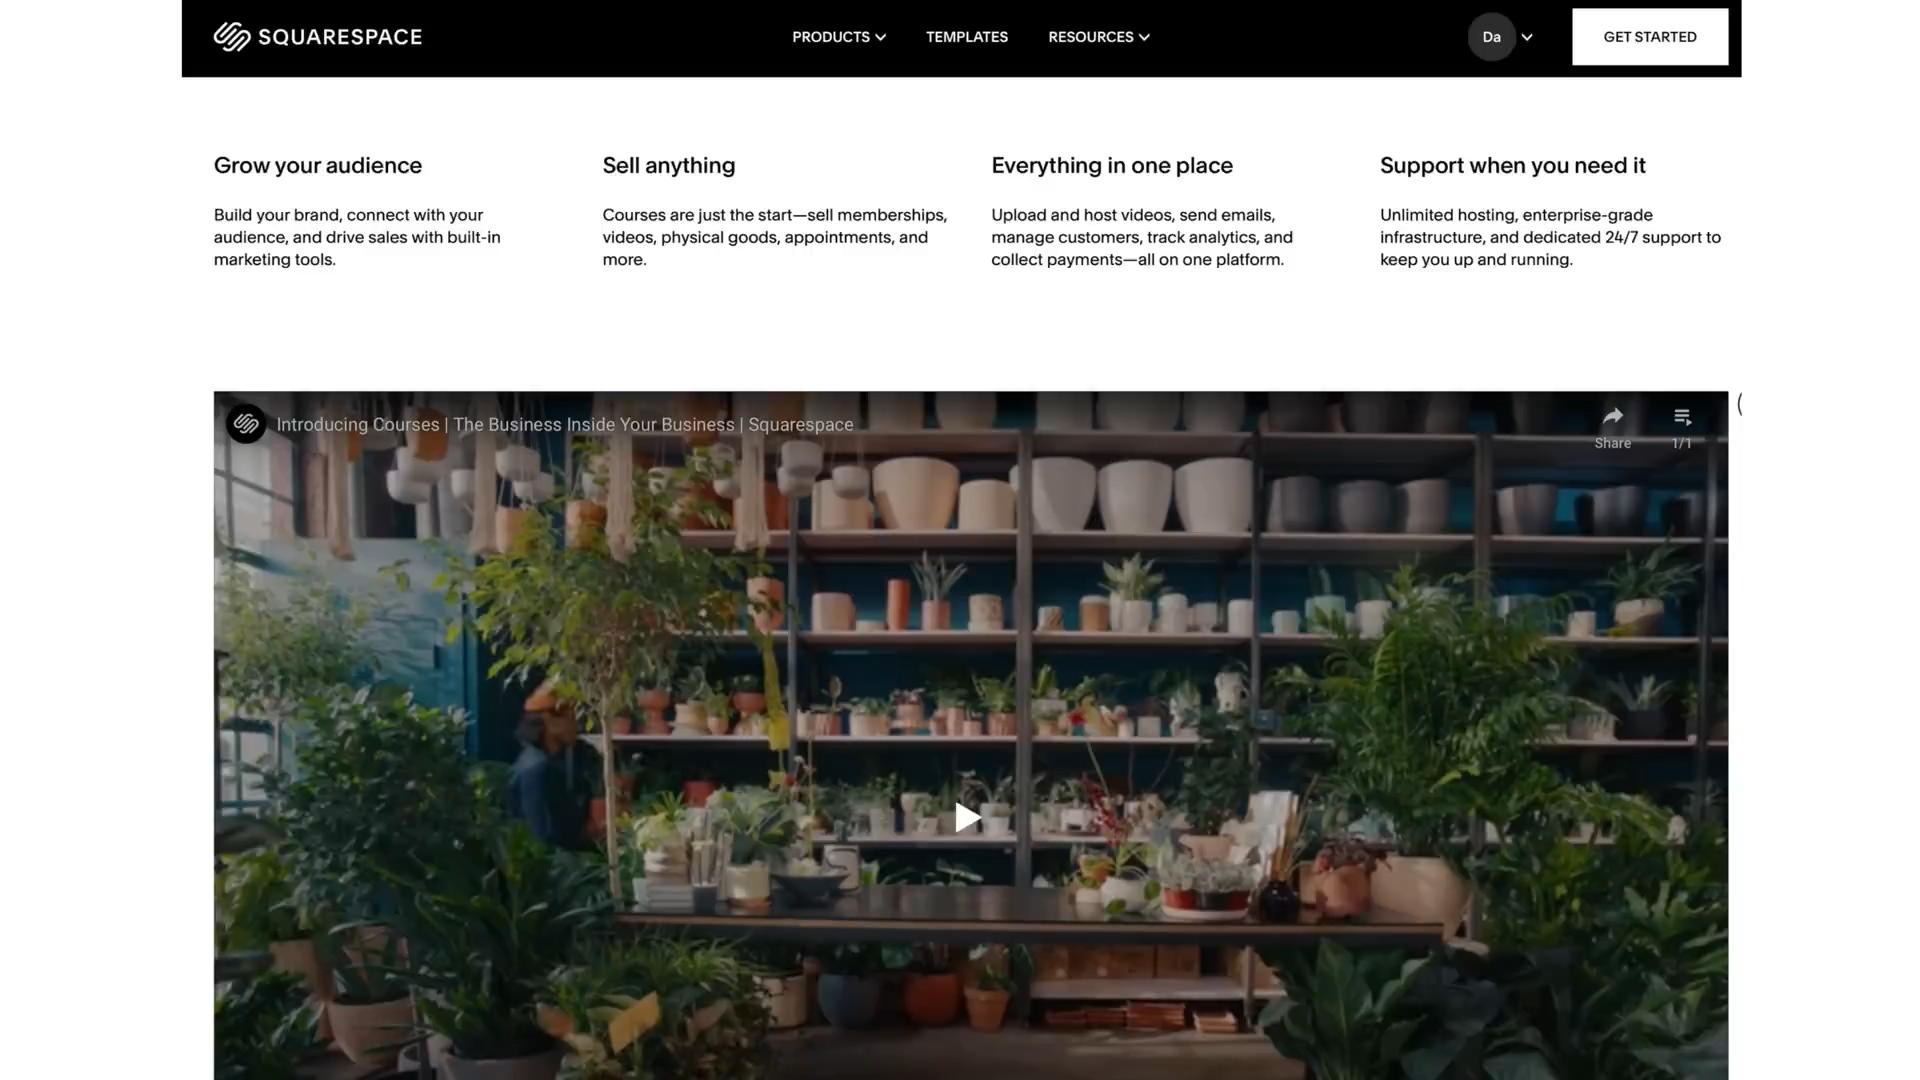 SQUARESPACE
PRODUCTS
TEMPLATES
RESOURCES
Da
GET STARTED
Grow your audience
Build your brand, connect with your
audience, and drive sales with built-in
marketing tools.
Sell anything
Courses are just the start—sell memberships,
videos, physical goods, appointments, and
more.
Everything in one place
Upload and host videos, send emails,
manage customers, track analytics, and
collect payments—all on one platform.
Support when you need it
Unlimited hosting, enterprise-grade
infrastructure, and dedicated 24/7 support to
keep you up and running.
Introducing Courses | The Business Inside Your Business | Squarespace
Share
1/1